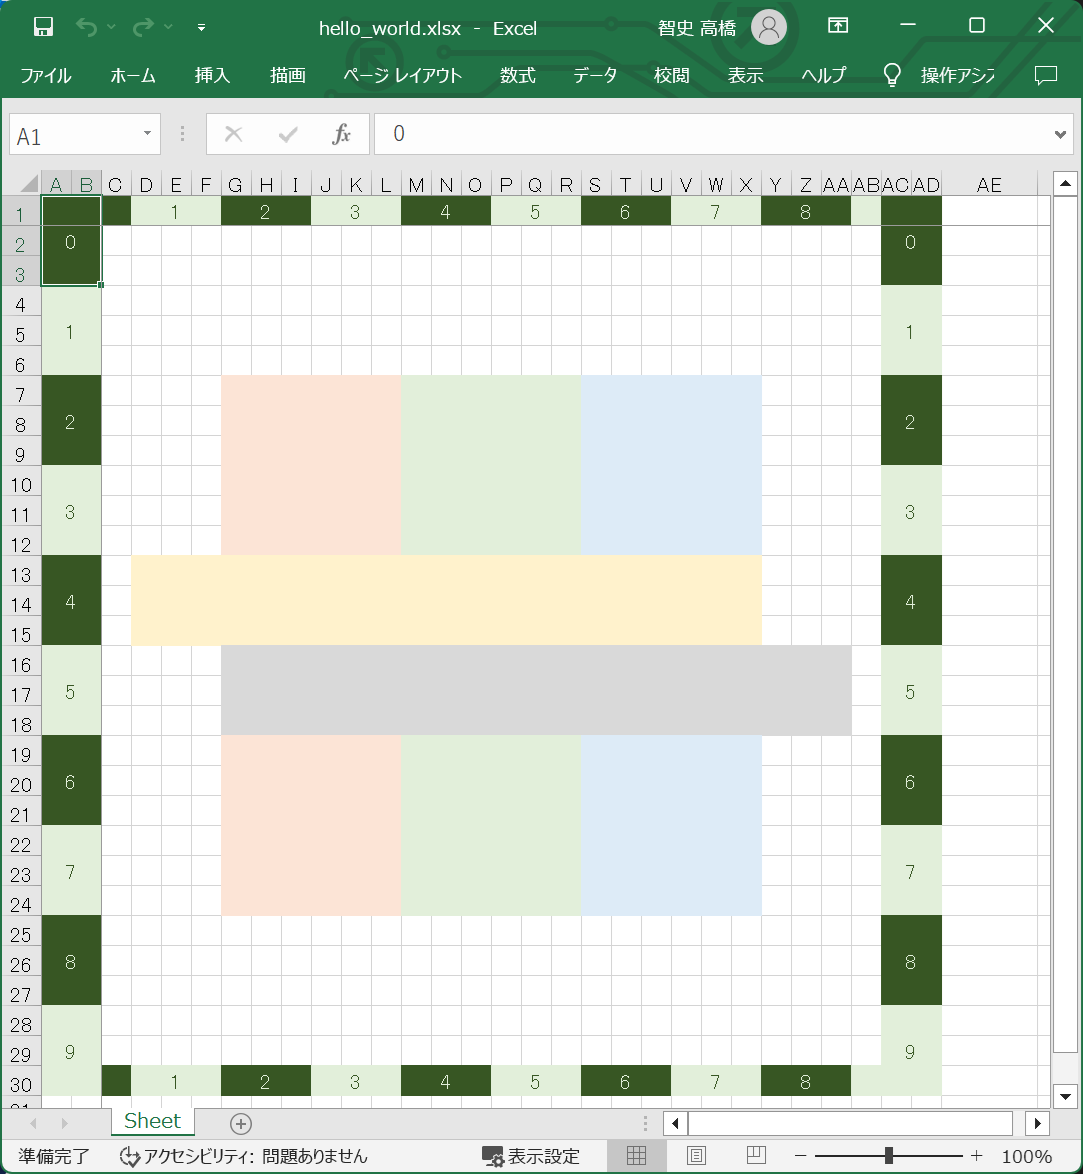 hello_world.xlsx - Excel 智史 高橋
ファイル ホーム 挿入 描画 ページ レイアウト 数式 データ 校閲 表示 ヘルプ 操作アシス
A1 fx 0
A B C D E F G H I J K L M N O P Q R S T U V W X Y Z AA AB AC AD AE
1 1 2 3 4 5 6 7 8
2 0 0
3
4
5 1 1
6
7
8 2 2
9
10
11 3 3
12
13
14 4 4
15
16
17 5 5
18
19
20 6 6
21
22
23 7 7
24
25
26 8 8
27
28
29 9 9
30 1 2 3 4 5 6 7 8
Sheet
準備完了 アクセシビリティ: 問題ありません 表示設定 100%